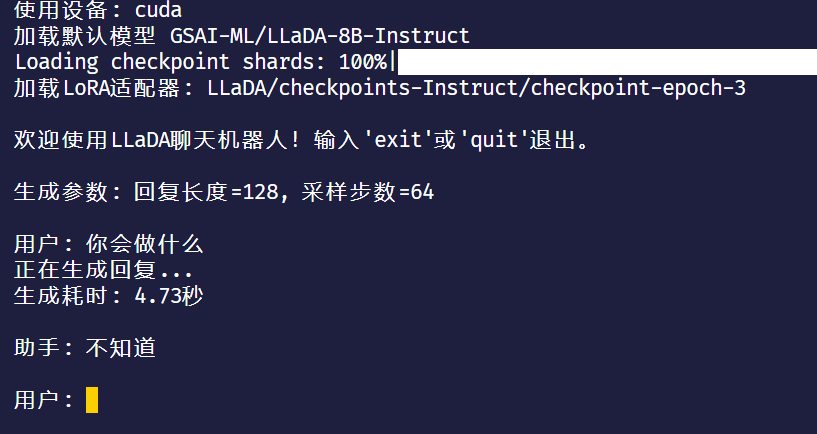 使用设备: cuda
加载默认模型 GSAI-ML/LLaDA-8B-Instruct
Loading checkpoint shards: 100%|
加载LoRA适配器: LLaDA/checkpoints-Instruct/checkpoint-epoch-3
欢迎使用LLaDA聊天机器人! 输入'exit'或'quit'退出。
生成参数: 回复长度=128, 采样步数=64
用户: 你会做什么
正在生成回复...
生成耗时: 4.73秒
助手: 不知道
用户: